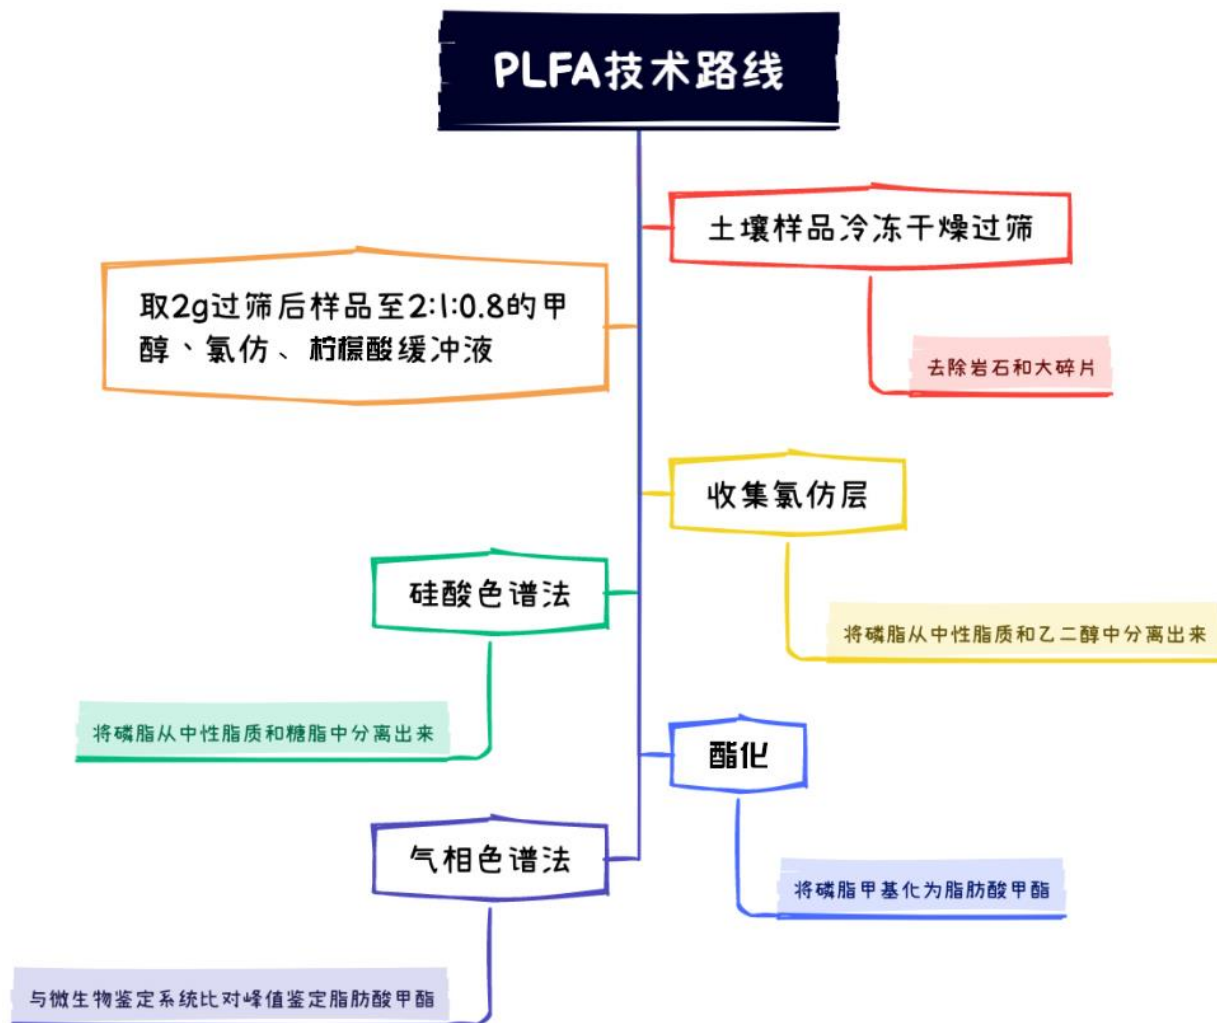 PLFA技术路线
土壤样品冷冻干燥过筛
去除岩石和大碎片
取2g过筛后样品至2:1:0.8的甲
醇、氯仿、柠檬酸缓冲液
收集氯仿层
将磷脂从中性脂质和乙二醇中分离出来
硅酸色谱法
将磷脂从中性脂质和糖脂中分离出来
酯化
将磷脂甲基化为脂肪酸甲酯
气相色谱法
与微生物鉴定系统比对峰值鉴定脂肪酸甲酯